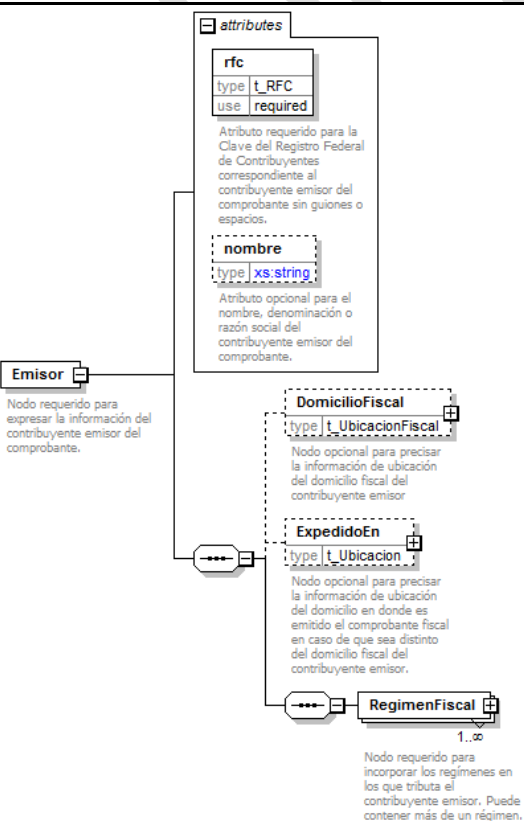 attributes
rfc
type t_RFC
use required
Atributo requerido para la
Clave del Registro Federal
de Contribuyentes
correspondiente al
contribuyente emisor del
comprobante sin guiones o
espacios.
nombre
type xs:string
Atributo opcional para el
nombre, denominación o
razón social del
contribuyente emisor del
comprobante.
Emisor
Nodo requerido para
expresar la información del
contribuyente emisor del
comprobante.
DomicilioFiscal
type t_UbicacionFiscal
Nodo opcional para precisar
la información de ubicación
del domicilio fiscal del
contribuyente emisor
ExpedidoEn
type t_Ubicacion
Nodo opcional para precisar
la información de ubicación
del domicilio en donde es
emitido el comprobante fiscal
en caso de que sea distinto
del domicilio fiscal del
contribuyente emisor.
RegimenFiscal
1..∞
Nodo requerido para
incorporar los regímenes en
los que tributa el
contribuyente emisor. Puede
contener más de un régimen.